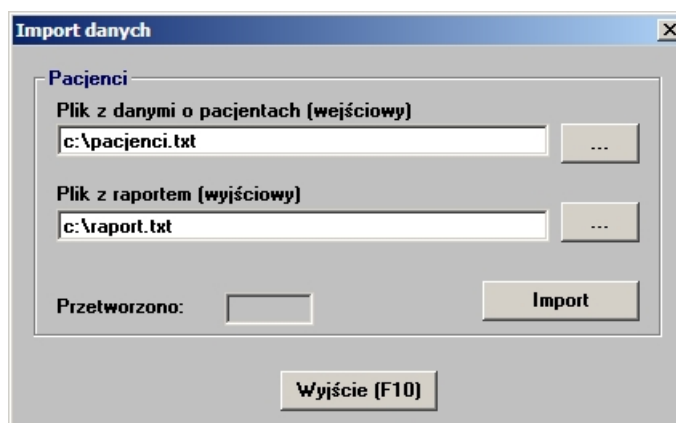 Import danych
Pacjenci
Plik z danymi o pacjentach (wejściowy)
c:\pacjenci.txt
...
Plik z raportem (wyjściowy)
c:\raport.txt
...
Przetworzono:
Import
Wyjście (F10)